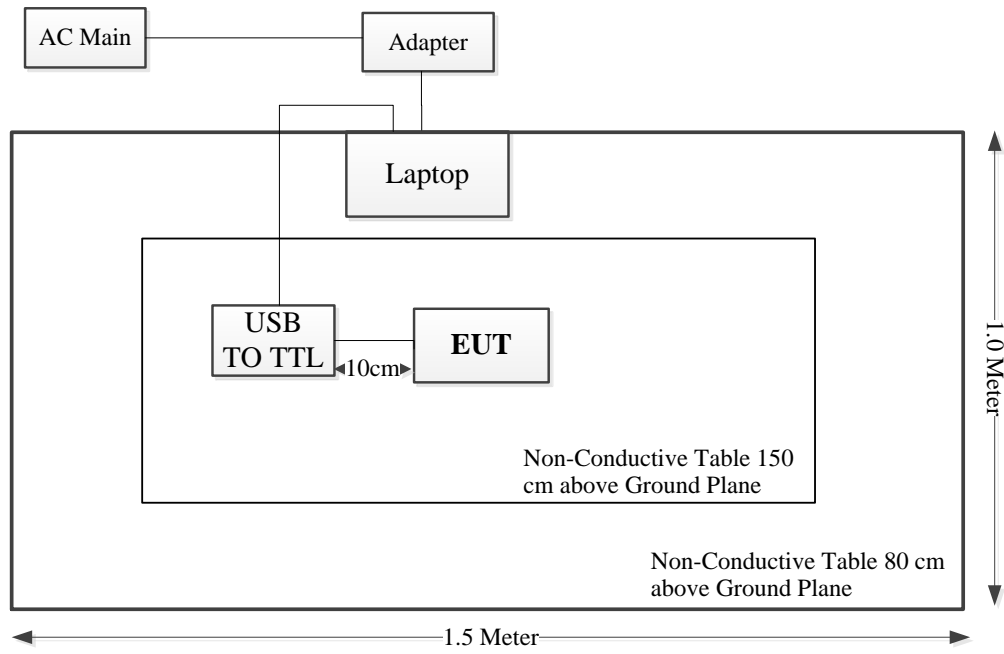 AC Main
Adapter
Laptop
USB
TO TTL
EUT
10cm
Non-Conductive Table 150
cm above Ground Plane
Non-Conductive Table 80 cm
above Ground Plane
1.0 Meter
1.5 Meter